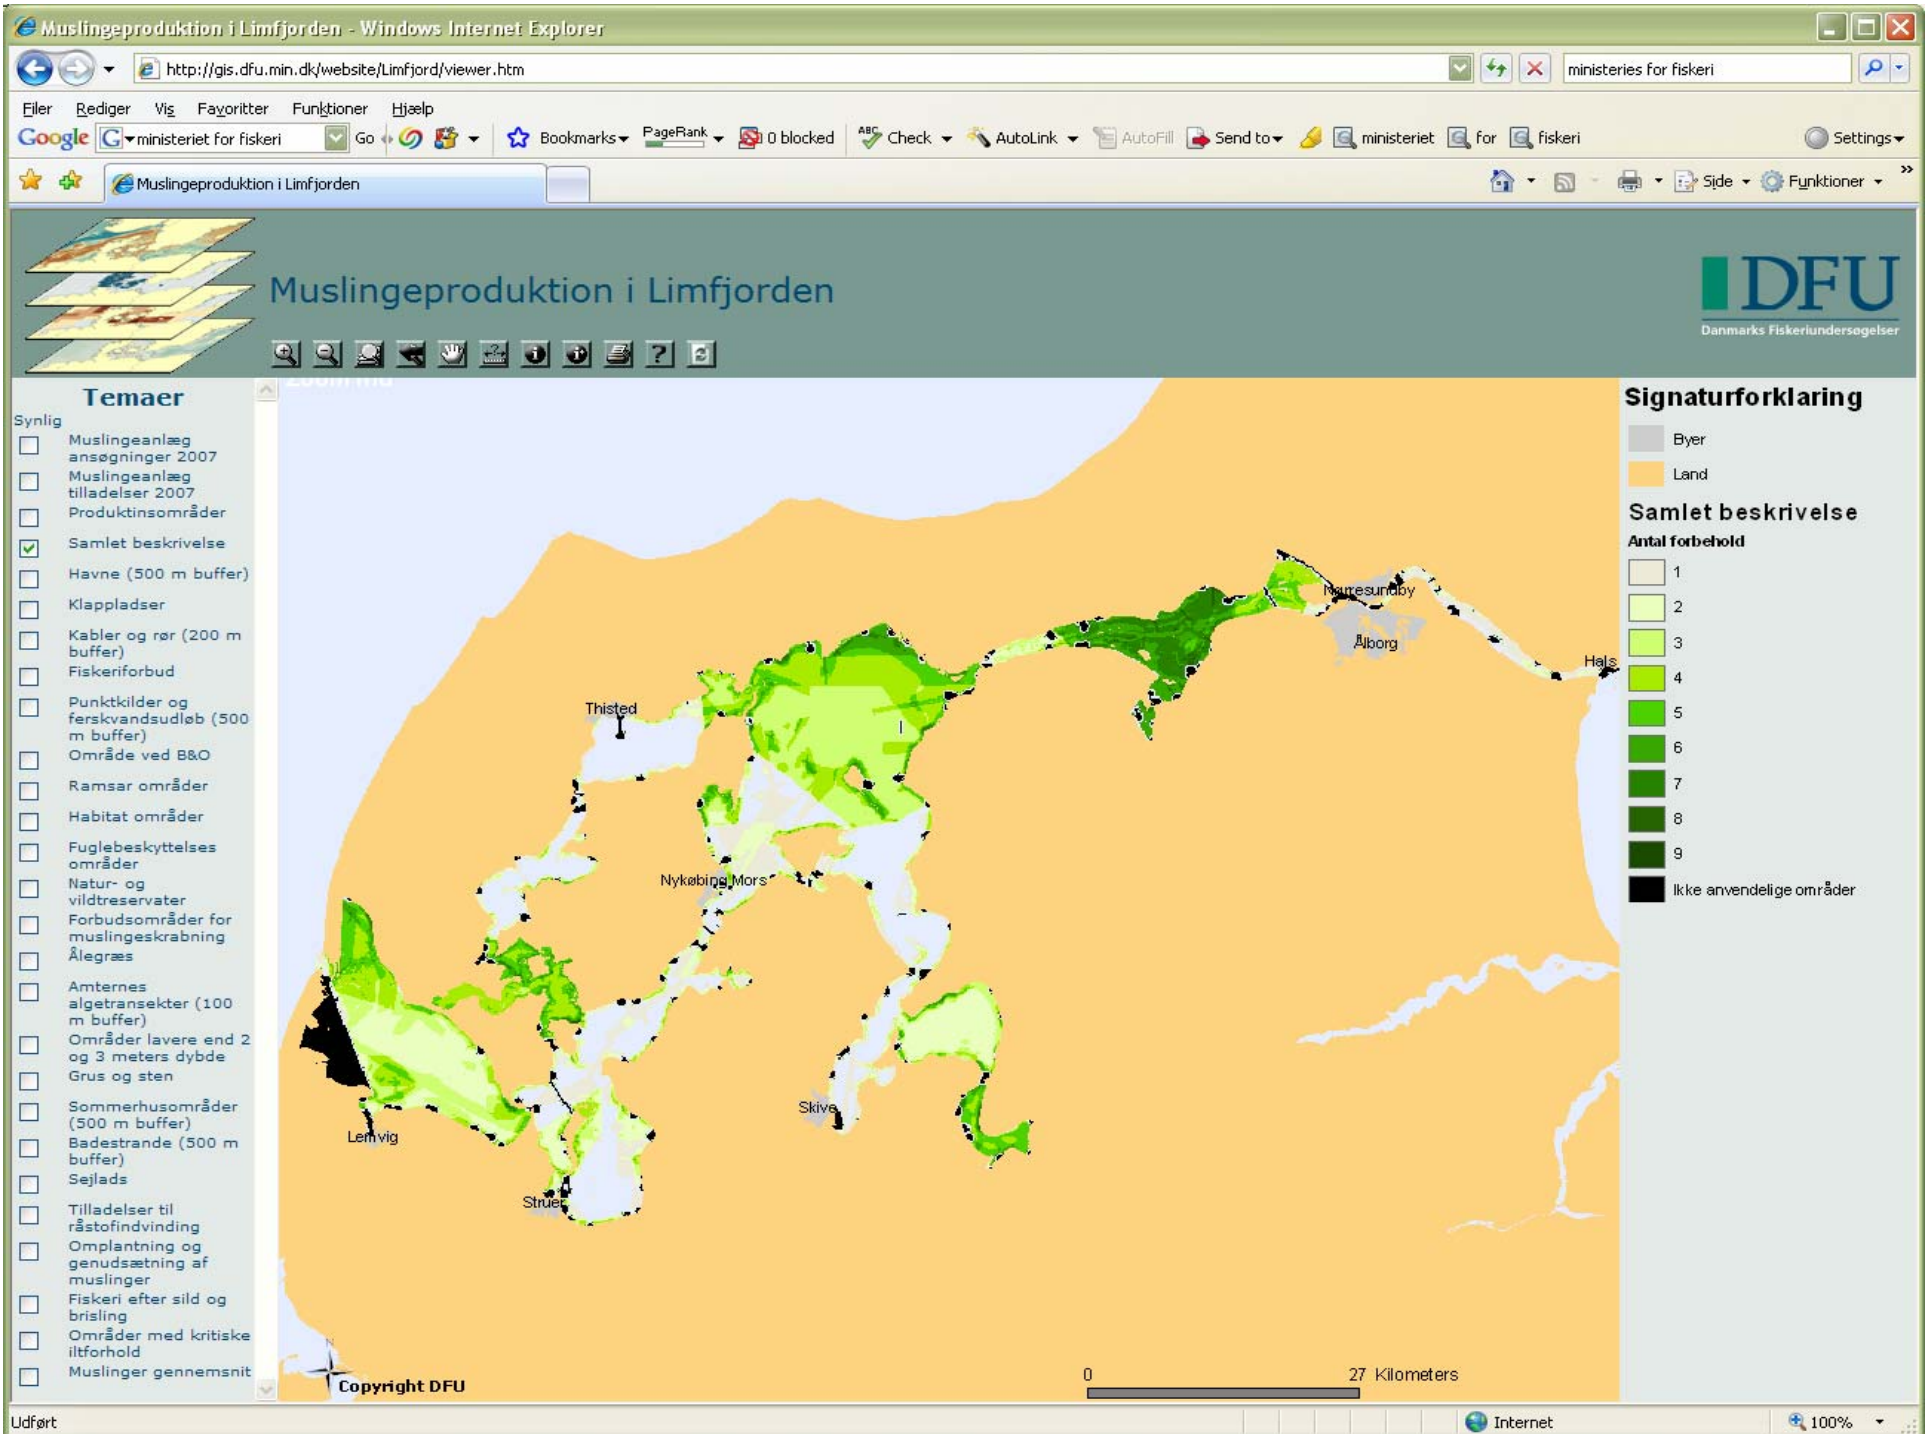 Muslingeproduktion i Limfjorden - Windows Internet Explorer
http://gis.dfu.min.dk/website/Limfjord/viewer.htm
ministeries for fiskeri
Filer Rediger Vis Favoritter Funktioner Hjælp
Google G ministeriet for fiskeri Go Bookmarks PageRank 0 blocked ABC Check AutoLink AutoFill Send to ministeriet for fiskeri Settings
Muslingeproduktion i Limfjorden
Side Funktioner »
Muslingeproduktion i Limfjorden
DFU
Danmarks Fiskeriundersøgelser
Temaer
Synlig
Muslingeanlæg
ansøgninger 2007
Muslingeanlæg
tilladelser 2007
Produktinsområder
Samlet beskrivelse
Havne (500 m buffer)
Klappladser
Kabler og rør (200 m
buffer)
Fiskeriforbud
Punktkilder og
ferskvandsudløb (500
m buffer)
Område ved B&O
Ramsar områder
Habitat områder
Fuglebeskyttelses
områder
Natur- og
vildtreservater
Forbudsområder for
muslingeskrabning
Ålegræs
Amternes
algetransekter (100
m buffer)
Områder lavere end 2
og 3 meters dybde
Grus og sten
Sommerhusområder
(500 m buffer)
Badestrande (500 m
buffer)
Sejlads
Tilladelser til
råstofindvinding
Omplantning og
genudsætning af
muslinger
Fiskeri efter sild og
brisling
Områder med kritiske
iltforhold
Muslinger gennemsnit
Nørresundby
Ålborg
Hals
Thisted
Nykøbing Mors
Skive
Lemvig
Struer
N
Copyright DFU
0 27 Kilometers
Signaturforklaring
Byer
Land
Samlet beskrivelse
Antal forbehold
1
2
3
4
5
6
7
8
9
Ikke anvendelige områder
Udført
Internet
100%